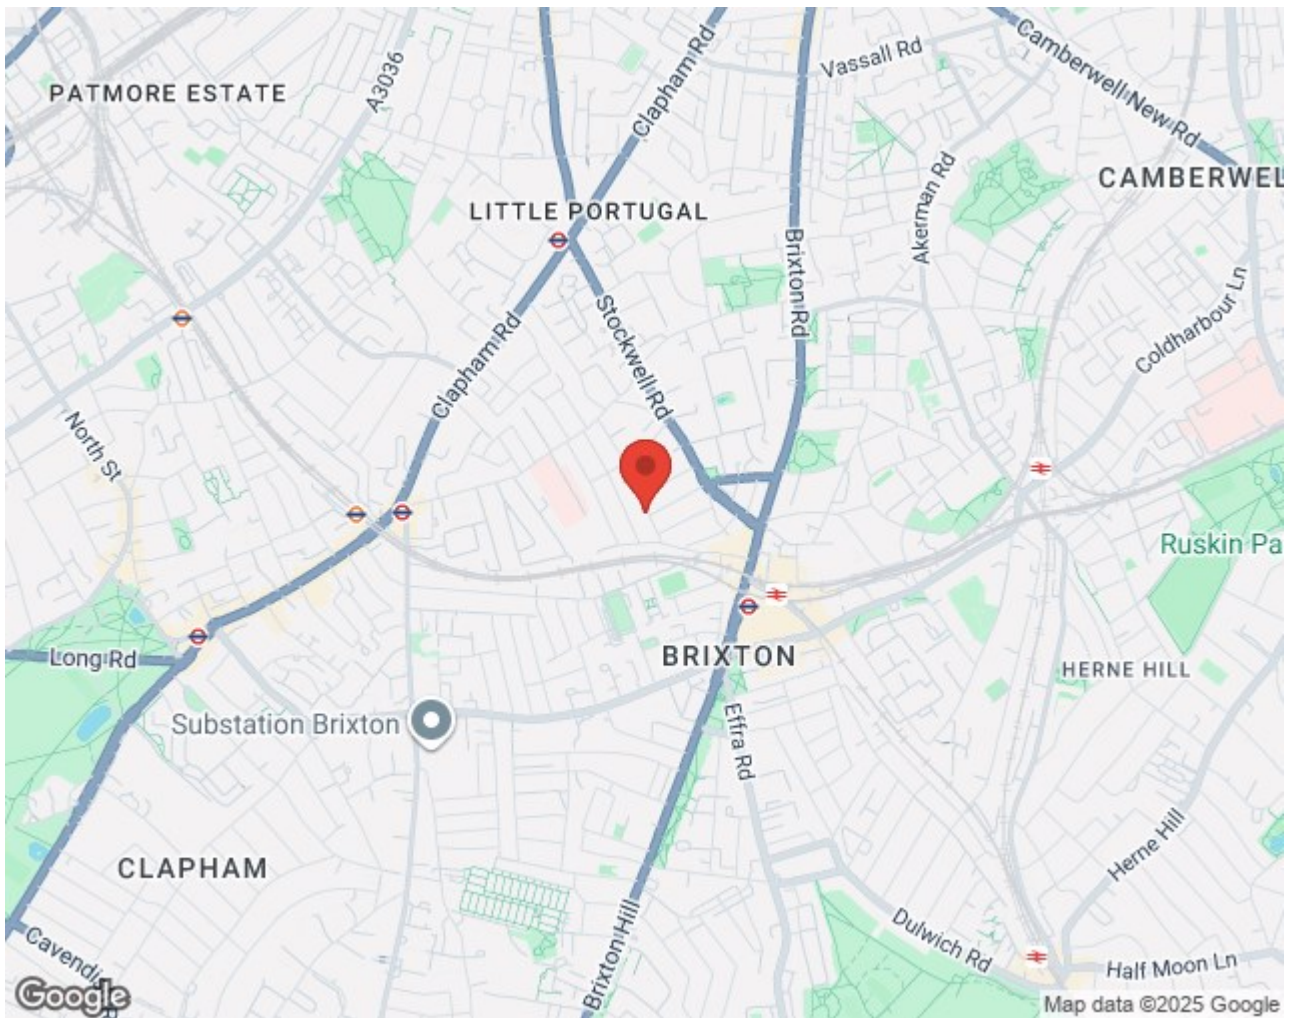 Vassall Rd
Camberwell New Rd
Clapham Rd
PATMORE ESTATE
A3036
CAMBERWEL
Akerman Rd
LITTLE PORTUGAL
Brixton Rd
Stockwell Rd
Coldharbour Ln
Clapham Rd
North St
Ruskin Pa
Long Rd
BRIXTON
HERNE HILL
Substation Brixton
Effra Rd
CLAPHAM
Herne Hill
Brixton Hill
Dulwich Rd
Cavendis
Half Moon Ln
Google
Map data ©2025 Google